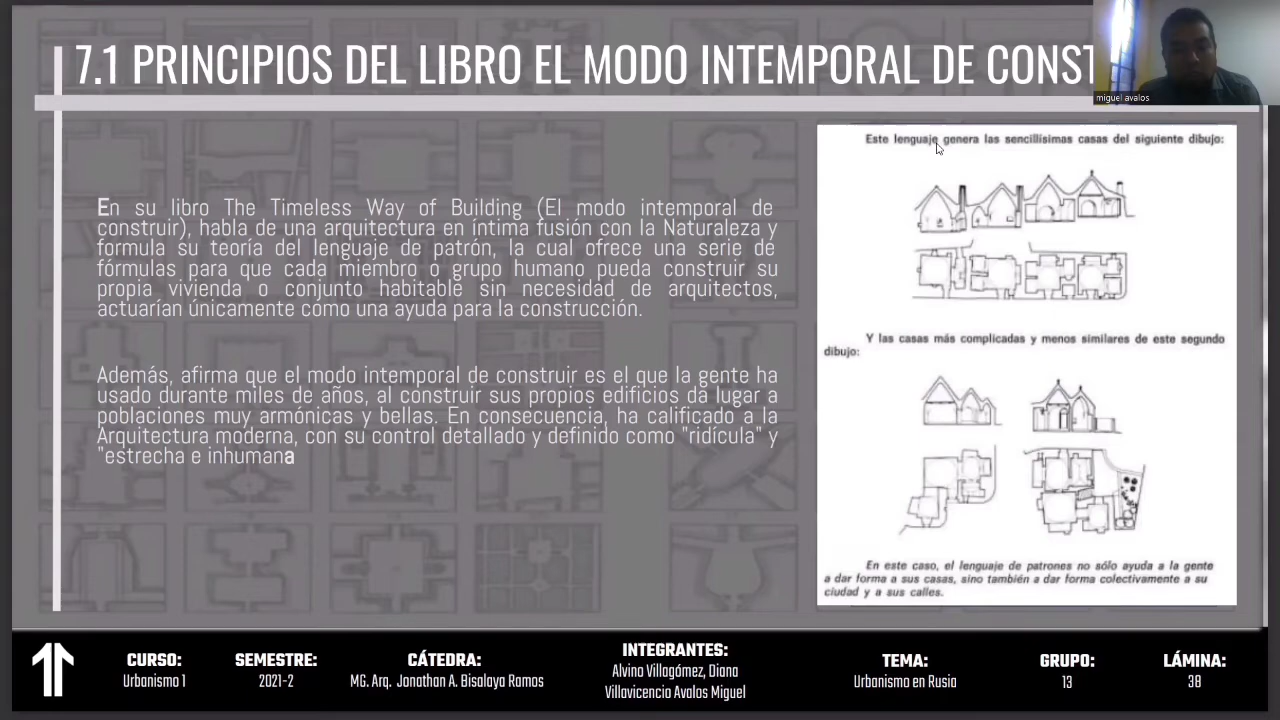 7.1 PRINCIPIOS DEL LIBRO EL MODO INTEMPORAL DE CONST
miguel avalos
En su libro The Timeless Way of Building (El modo intemporal de
construir), habla de una arquitectura en íntima fusión con la Naturaleza y
formula su teoría del lenguaje de patrón, la cual ofrece una serie de
fórmulas para que cada miembro o grupo humano pueda construir su
propia vivienda o conjunto habitable sin necesidad de arquitectos,
actuarían únicamente como una ayuda para la construcción.
Además, afirma que el modo intemporal de construir es el que la gente ha
usado durante miles de años, al construir sus propios edificios da lugar a
poblaciones muy armónicas y bellas. En consecuencia, ha calificado a la
Arquitectura moderna, con su control detallado y definido como "ridícula" y
"estrecha e inhumana
Este lenguaje genera las sencillísimas casas del siguiente dibujo:
Y las casas más complicadas y menos similares de este segundo
dibujo:
En este caso, el lenguaje de patrones no sólo ayuda a la gente
a dar forma a sus casas, sino también a dar forma colectivamente a su
ciudad y a sus calles.
CURSO:
Urbanismo 1
SEMESTRE:
2021-2
CÁTEDRA:
MG. Arq. Jonathan A. Bisalaya Ramos
INTEGRANTES:
Alvino Villagómez, Diana
Villavicencio Avalos Miguel
TEMA:
Urbanismo en Rusia
GRUPO:
13
LÁMINA:
38